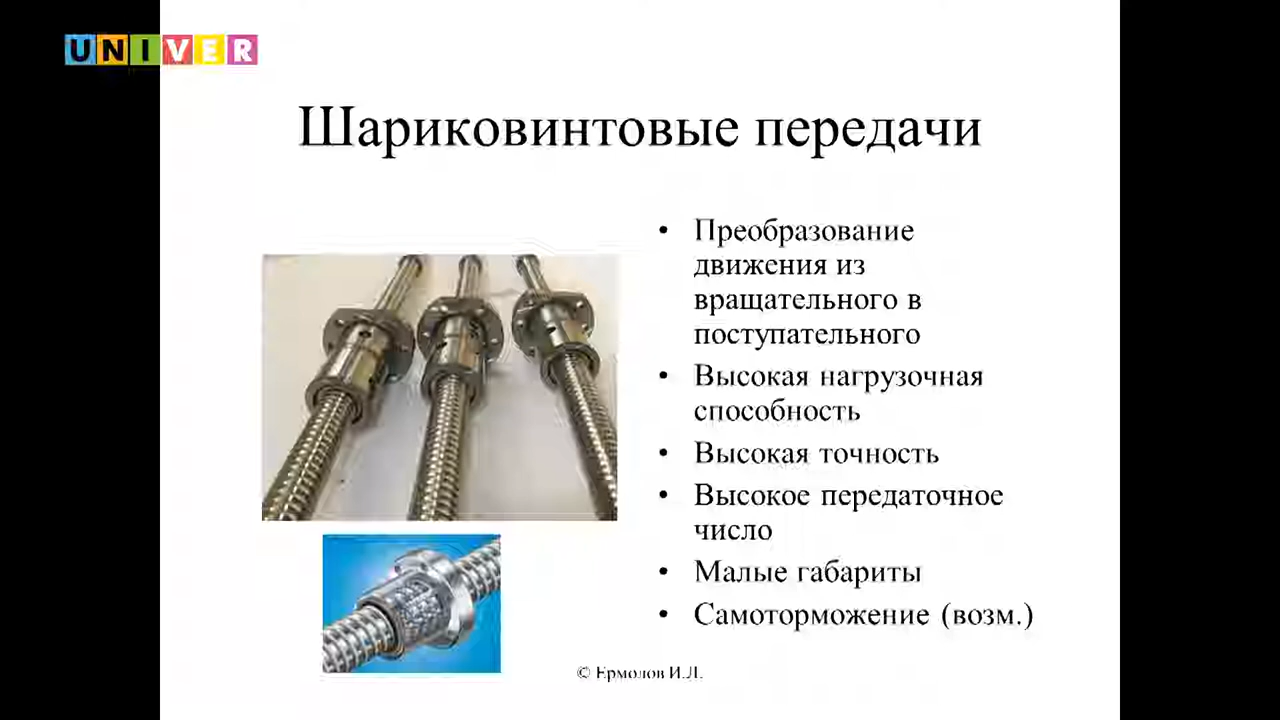 UNIVER
Шариковинтовые передачи
• Преобразование
движения из
вращательного в
поступательного
• Высокая нагрузочная
способность
• Высокая точность
• Высокое передаточное
число
• Малые габариты
• Самоторможение (возм.)
© Ермолов И.Л.